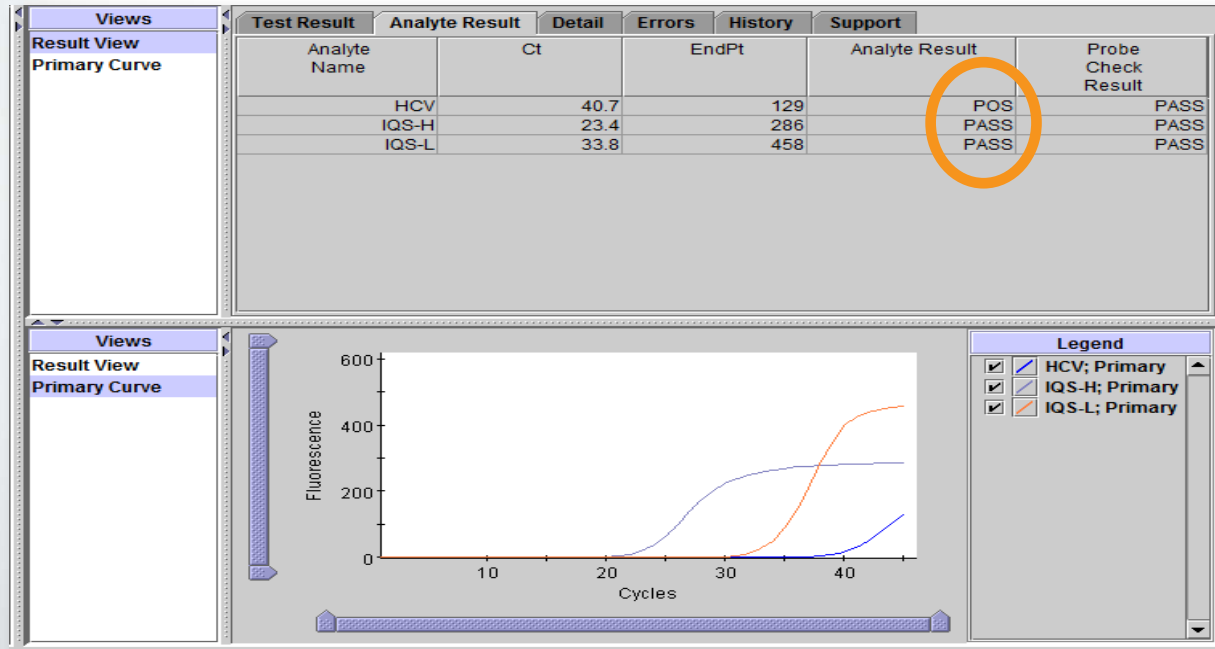 Views
Result View
Primary Curve
Test Result Analyte Result Detail Errors History Support
Analyte Name Ct EndPt Analyte Result Probe Check Result
HCV 40.7 129 POS PASS
IQS-H 23.4 286 PASS PASS
IQS-L 33.8 458 PASS PASS
Views
Result View
Primary Curve
600
400
200
0
Fluorescence
10 20 30 40
Cycles
Legend
HCV; Primary
IQS-H; Primary
IQS-L; Primary